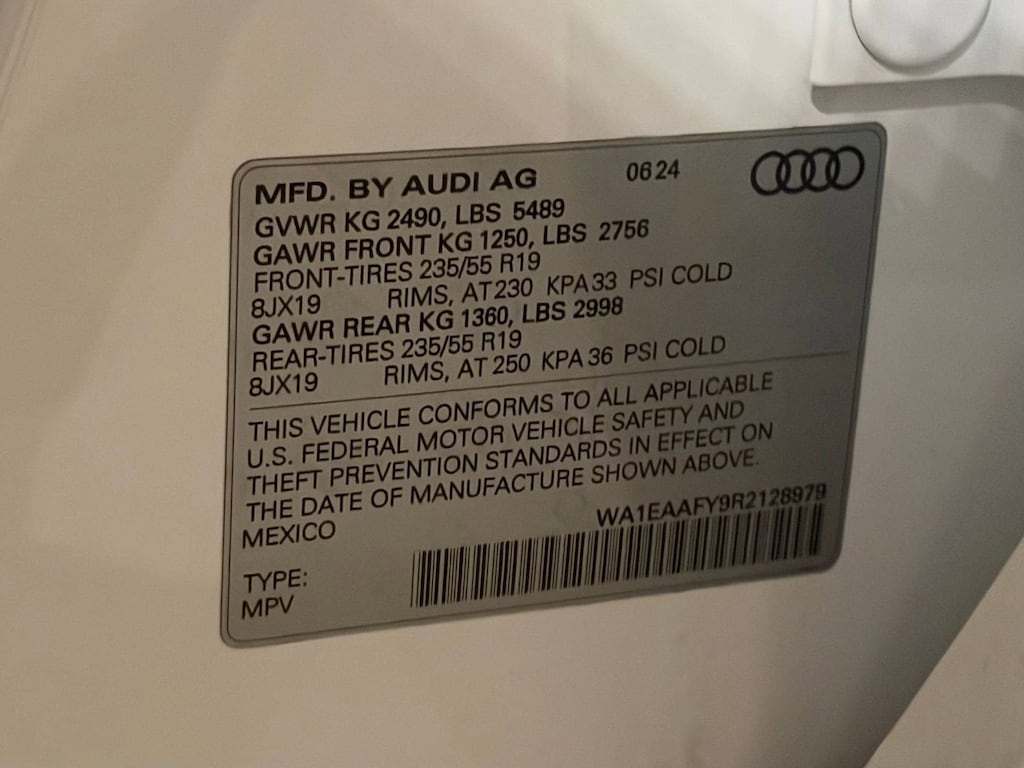 MFD. BY AUDI AG 0624
GVWR KG 2490, LBS 5489
GAWR FRONT KG 1250, LBS 2756
FRONT-TIRES 235/55 R19
8JX19 RIMS, AT 230 KPA 33 PSI COLD
GAWR REAR KG 1360, LBS 2998
REAR-TIRES 235/55 R19
8JX19 RIMS, AT 250 KPA 36 PSI COLD
THIS VEHICLE CONFORMS TO ALL APPLICABLE
U.S. FEDERAL MOTOR VEHICLE SAFETY AND
THEFT PREVENTION STANDARDS IN EFFECT ON
THE DATE OF MANUFACTURE SHOWN ABOVE.
MEXICO WA1EAAFY9R2128979
TYPE:
MPV